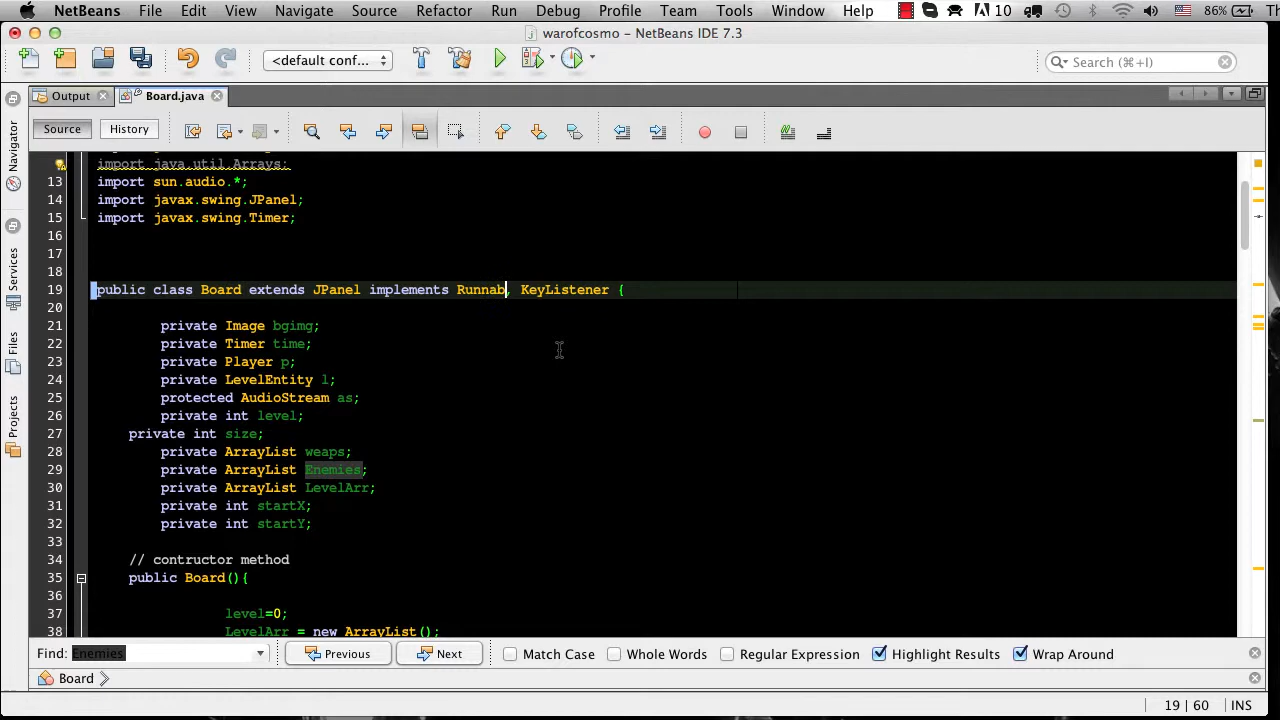 NetBeans File Edit View Navigate Source Refactor Run Debug Profile Team Tools Window Help 10 86%
warofcosmo – NetBeans IDE 7.3
<default conf... Search (⌘+I)
Output Board.java
Source History
Navigator
Services
Files
Projects
import java.util.Arrays;
13 import sun.audio.*;
14 import javax.swing.JPanel;
15 import javax.swing.Timer;
16
17
18
19 public class Board extends JPanel implements Runnab, KeyListener {
20
21 private Image bgimg;
22 private Timer time;
23 private Player p;
24 private LevelEntity l;
25 protected AudioStream as;
26 private int level;
27 private int size;
28 private ArrayList weaps;
29 private ArrayList Enemies;
30 private ArrayList LevelArr;
31 private int startX;
32 private int startY;
33
34 // contructor method
35 public Board(){
36
37 level=0;
38 LevelArr = new ArrayList();
Find: Enemies Previous Next Match Case Whole Words Regular Expression Highlight Results Wrap Around
Board
19 | 60 INS